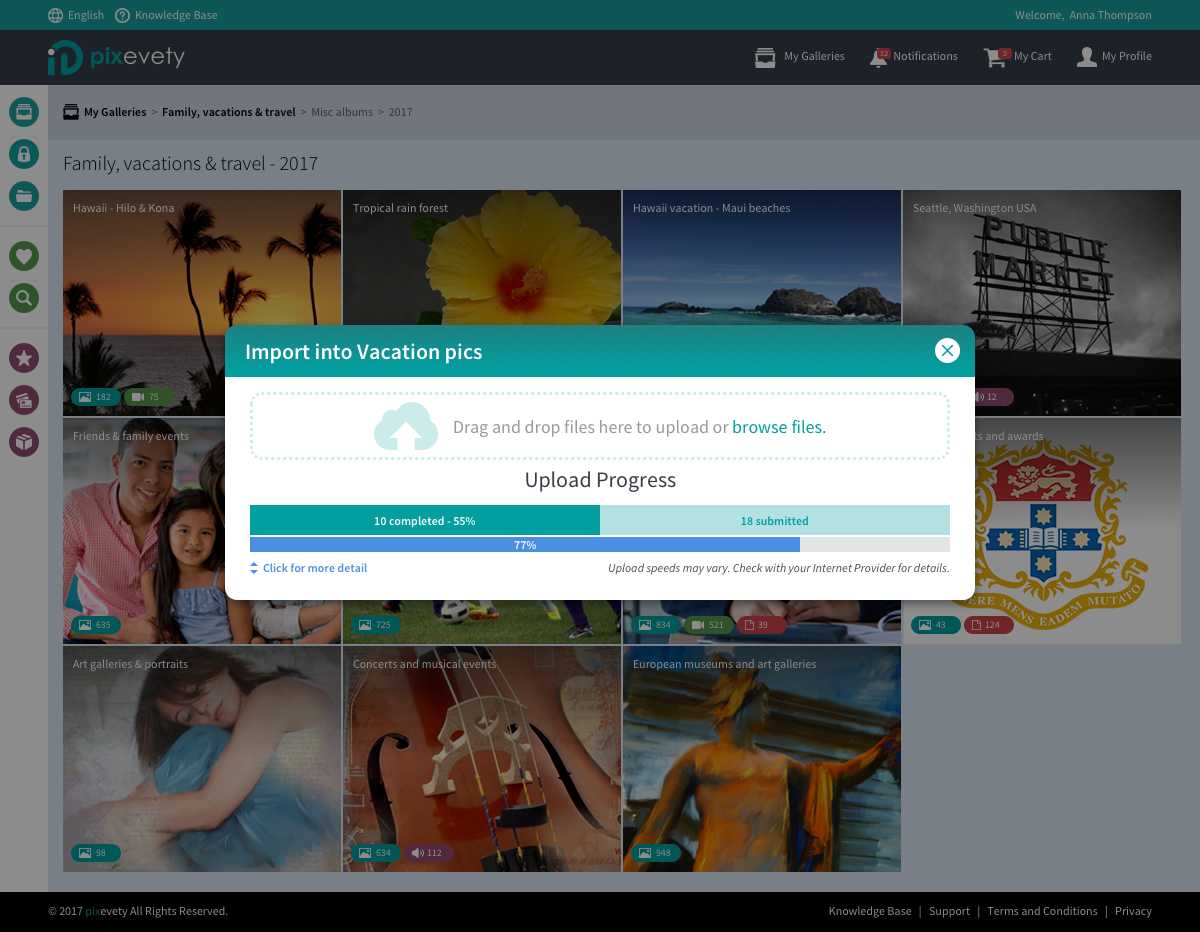 English Knowledge Base Welcome, Anna Thompson
pixevety My Galleries 12 Notifications 3 My Cart My Profile
My Galleries > Family, vacations & travel > Misc albums > 2017
Family, vacations & travel - 2017
Hawaii - Hilo & Kona Tropical rain forest Hawaii vacation - Maui beaches Seattle, Washington USA
PUBLIC
MARKET
Import into Vacation pics
182 75 12
Drag and drop files here to upload or browse files.
Friends & family events ts and awards
Upload Progress
10 completed - 55% 18 submitted
77%
Click for more detail Upload speeds may vary. Check with your Internet Provider for details.
ERE MENS EADEM MUTATO
635 725 834 521 39 43 124
Art galleries & portraits Concerts and musical events European museums and art galleries
98 634 112 948
© 2017 pixevety All Rights Reserved. Knowledge Base | Support | Terms and Conditions | Privacy